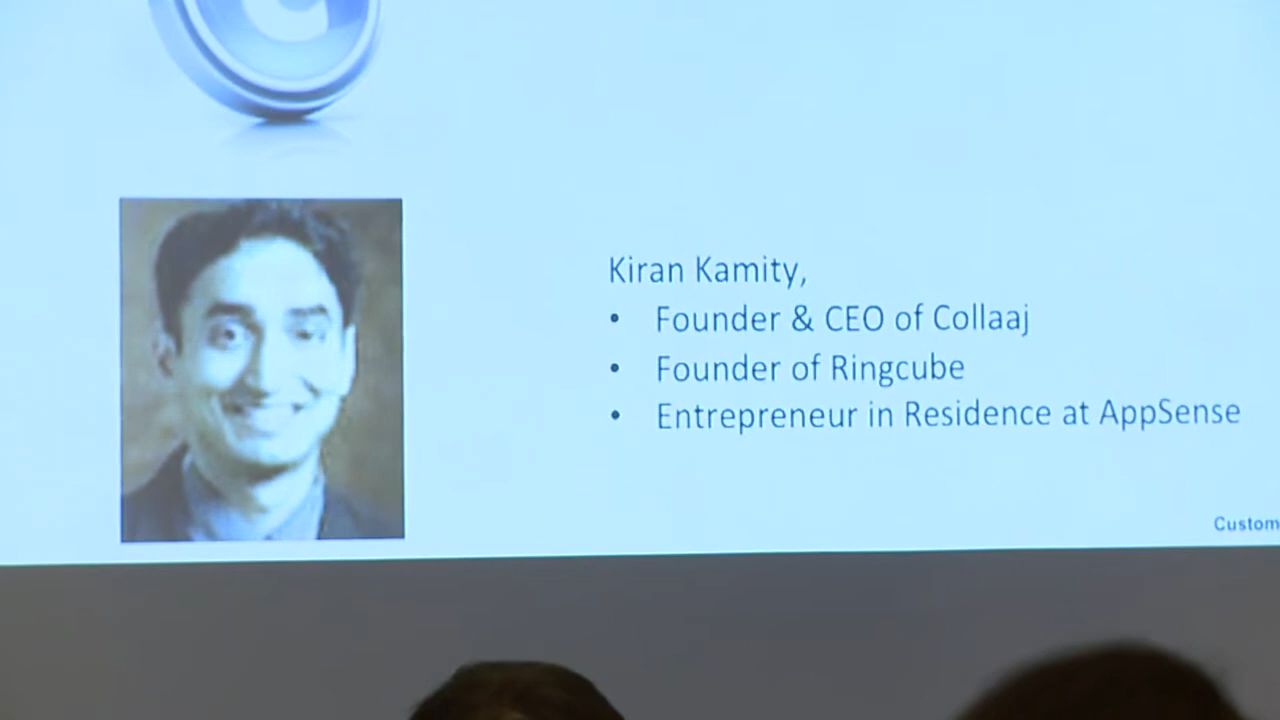 Kiran Kamity,
• Founder & CEO of Collaaj
• Founder of Ringcube
• Entrepreneur in Residence at AppSense
Custom